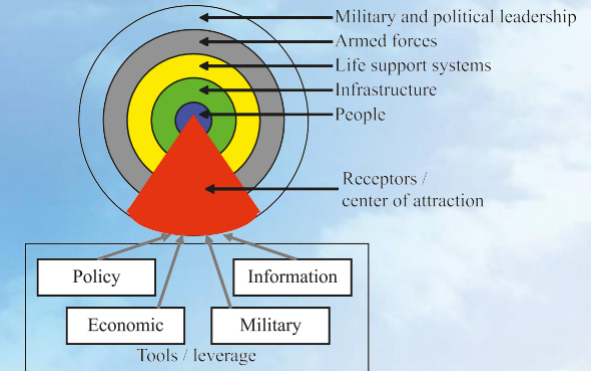 Military and political leadership
Armed forces
Life support systems
Infrastructure
People
Receptors /
center of attraction
Policy
Information
Economic
Military
Tools / leverage